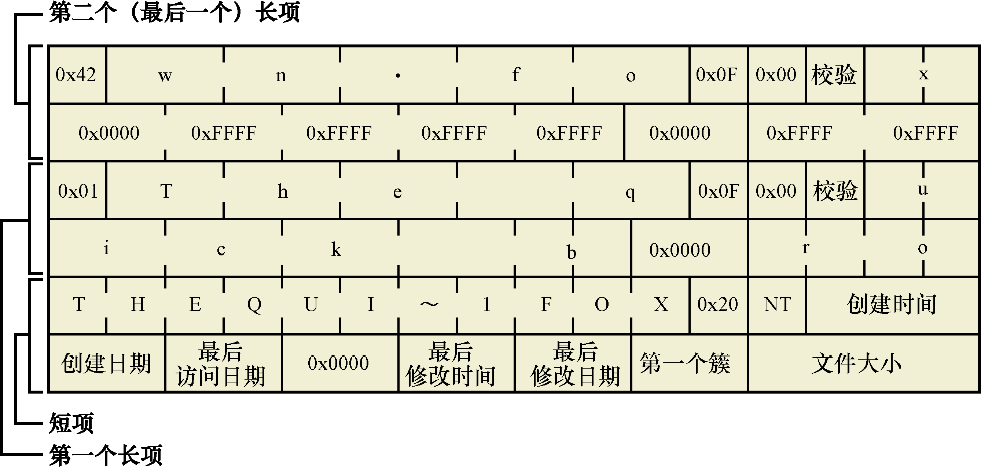 第二个（最后一个）长项
0x42 w n . f o 0x0F 0x00 校验 x
0x0000 0xFFFF 0xFFFF 0xFFFF 0xFFFF 0x0000 0xFFFF 0xFFFF
0x01 T h e q 0x0F 0x00 校验 u
i c k b 0x0000 r o
T H E Q U I ～ 1 F O X 0x20 NT 创建时间
创建日期 最后访问日期 0x0000 最后修改时间 最后修改日期 第一个簇 文件大小
短项
第一个长项